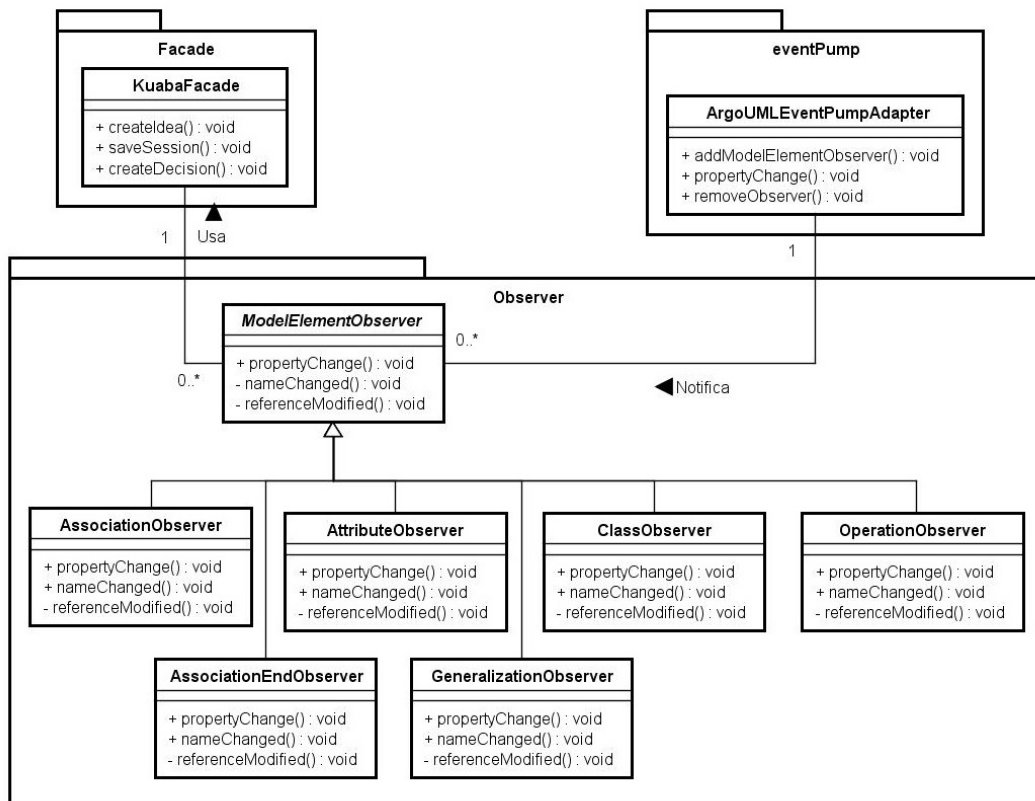 Facade
KuabaFacade
+ createIdea() : void
+ saveSession() : void
+ createDecision() : void
eventPump
ArgoUMLEventPumpAdapter
+ addModelElementObserver() : void
+ propertyChange() : void
+ removeObserver() : void
1
Usa
1
Observer
ModelElementObserver
+ propertyChange() : void
- nameChanged() : void
- referenceModified() : void
0..*
0..*
Notifica
AssociationObserver
+ propertyChange() : void
+ nameChanged() : void
- referenceModified() : void
AttributeObserver
+ propertyChange() : void
+ nameChanged() : void
- referenceModified() : void
ClassObserver
+ propertyChange() : void
+ nameChanged() : void
- referenceModified() : void
OperationObserver
+ propertyChange() : void
+ nameChanged() : void
- referenceModified() : void
AssociationEndObserver
+ propertyChange() : void
+ nameChanged() : void
- referenceModified() : void
GeneralizationObserver
+ propertyChange() : void
+ nameChanged() : void
- referenceModified() : void